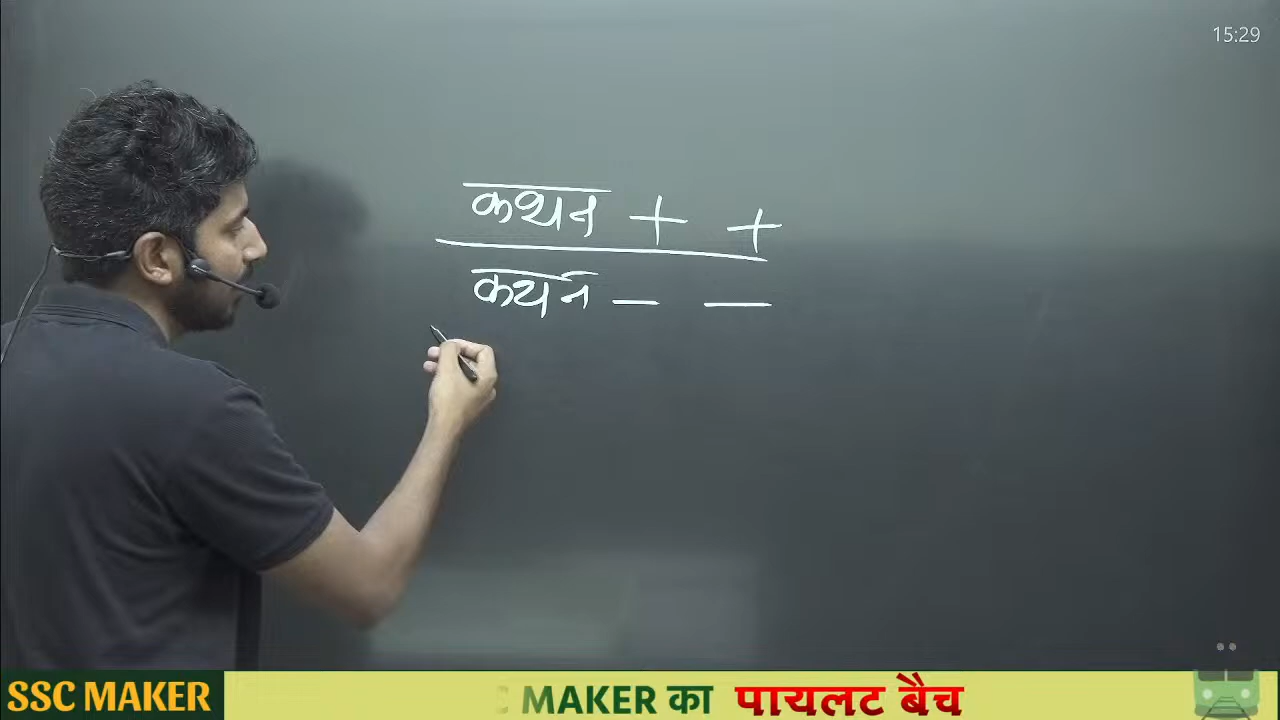 15:29
कथन + +
कथन - -
SSC MAKER
MAKER का पायलट बैच